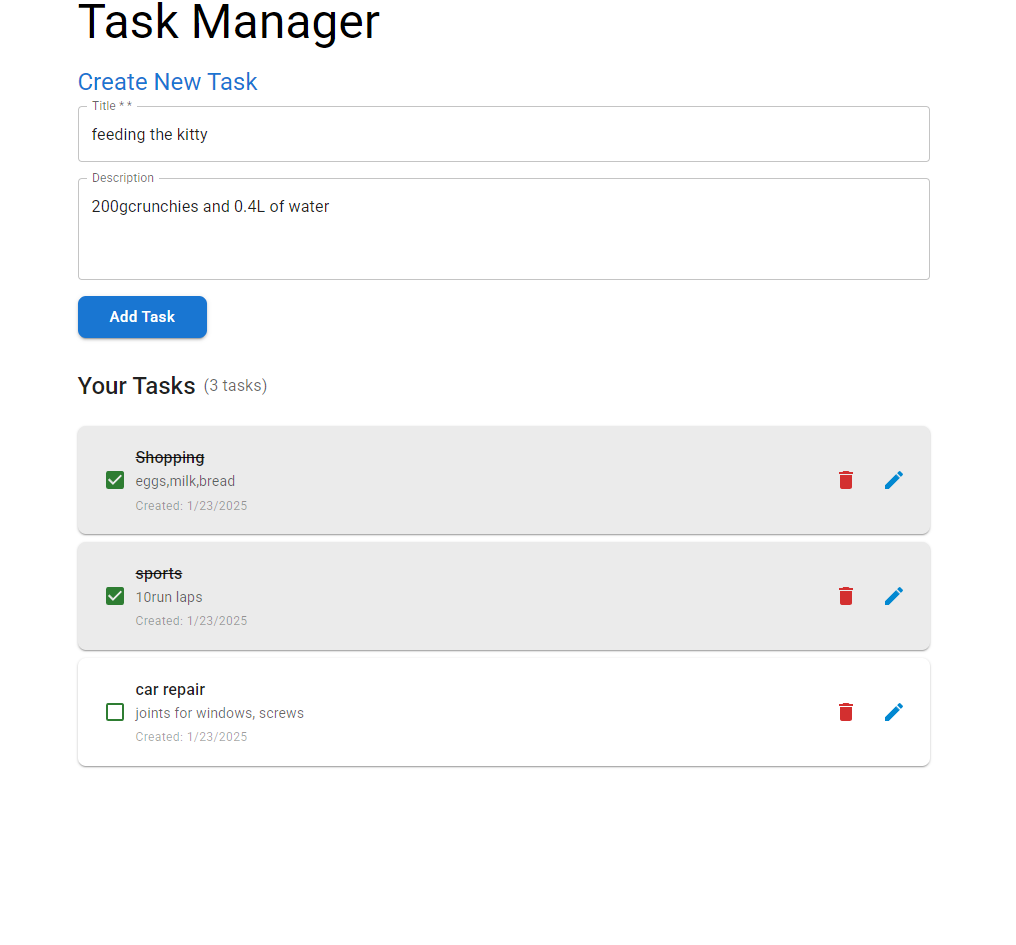 Task Manager
Create New Task
Title * *
feeding the kitty
Description
200gcrunchies and 0.4L of water
Add Task
Your Tasks (3 tasks)
Shopping
eggs,milk,bread
Created: 1/23/2025
sports
10run laps
Created: 1/23/2025
car repair
joints for windows, screws
Created: 1/23/2025